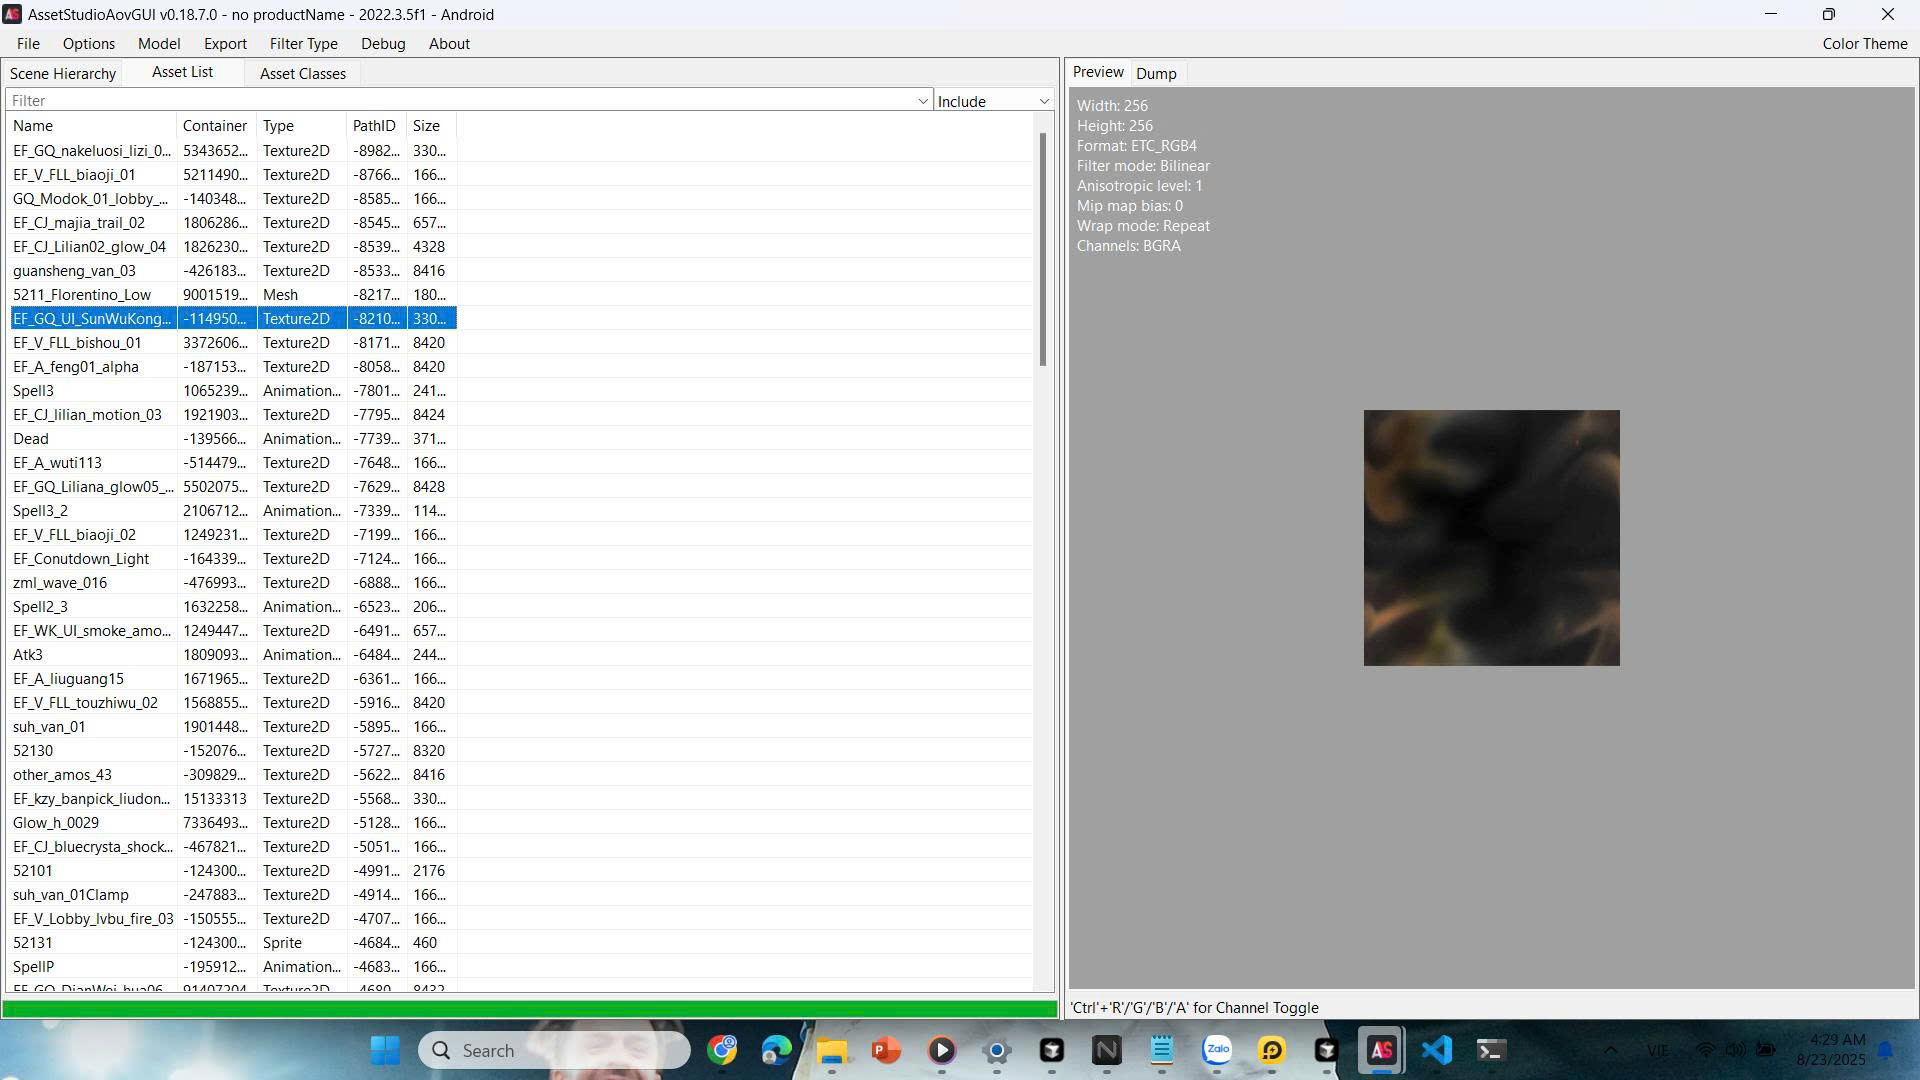 AssetStudioAovGUI v0.18.7.0 - no productName - 2022.3.5f1 - Android
File Options Model Export Filter Type Debug About Color Theme
Scene Hierarchy Asset List Asset Classes
Filter Include
Name Container Type PathID Size
EF_GQ_nakeluosi_lizi_0... 5343652... Texture2D -8982... 330...
EF_V_FLL_biaoji_01 5211490... Texture2D -8766... 166...
GQ_Modok_01_lobby_... -140348... Texture2D -8585... 166...
EF_CJ_majia_trail_02 1806286... Texture2D -8545... 657...
EF_CJ_Lilian02_glow_04 1826230... Texture2D -8539... 4328
guansheng_van_03 -426183... Texture2D -8533... 8416
5211_Florentino_Low 9001519... Mesh -8217... 180...
EF_GQ_UI_SunWuKong... -114950... Texture2D -8210... 330...
EF_V_FLL_bishou_01 3372606... Texture2D -8171... 8420
EF_A_feng01_alpha -187153... Texture2D -8058... 8420
Spell3 1065239... Animation... -7801... 241...
EF_CJ_lilian_motion_03 1921903... Texture2D -7795... 8424
Dead -139566... Animation... -7739... 371...
EF_A_wuti113 -514479... Texture2D -7648... 166...
EF_GQ_Liliana_glow05_... 5502075... Texture2D -7629... 8428
Spell3_2 2106712... Animation... -7339... 114...
EF_V_FLL_biaoji_02 1249231... Texture2D -7199... 166...
EF_Conutdown_Light -164339... Texture2D -7124... 166...
zml_wave_016 -476993... Texture2D -6888... 166...
Spell2_3 1632258... Animation... -6523... 206...
EF_WK_UI_smoke_amo... 1249447... Texture2D -6491... 657...
Atk3 1809093... Animation... -6484... 244...
EF_A_liuguang15 1671965... Texture2D -6361... 166...
EF_V_FLL_touzhiwu_02 1568855... Texture2D -5916... 8420
suh_van_01 1901448... Texture2D -5895... 166...
52130 -152076... Texture2D -5727... 8320
other_amos_43 -309829... Texture2D -5622... 8416
EF_kzy_banpick_liudon... 15133313 Texture2D -5568... 330...
Glow_h_0029 7336493... Texture2D -5128... 166...
EF_CJ_bluecrysta_shock... -467821... Texture2D -5051... 166...
52101 -124300... Texture2D -4991... 2176
suh_van_01Clamp -247883... Texture2D -4914... 166...
EF_V_Lobby_lvbu_fire_03 -150555... Texture2D -4707... 166...
52131 -124300... Sprite -4684... 460
SpellP -195912... Animation... -4683... 166...
EF_GQ_DianWei_hua06 91407204 Texture2D -4680... 8432
Preview Dump
Width: 256
Height: 256
Format: ETC_RGB4
Filter mode: Bilinear
Anisotropic level: 1
Mip map bias: 0
Wrap mode: Repeat
Channels: BGRA
'Ctrl'+'R'/'G'/'B'/'A' for Channel Toggle
Search
Zalo
AS
VIE
4:29 AM
8/23/2025